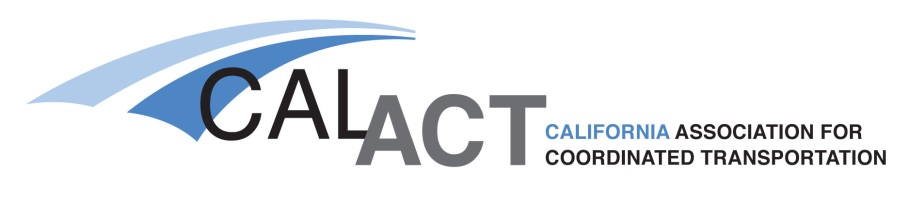 CALACT
CALIFORNIA ASSOCIATION FOR
COORDINATED TRANSPORTATION